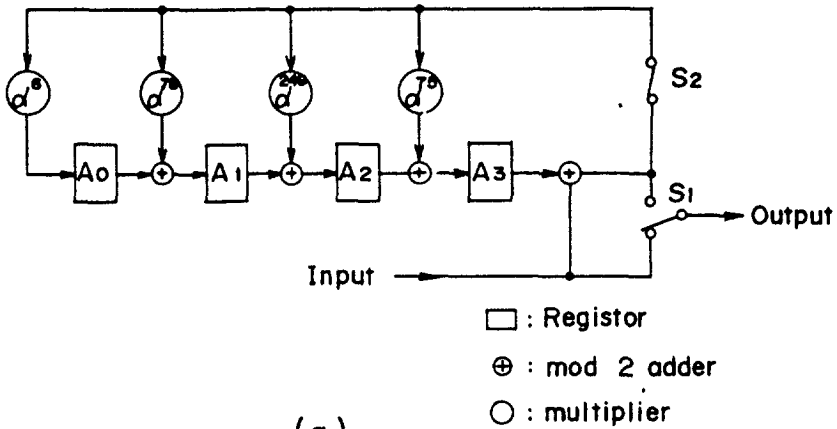 α⁶ α⁷⁸ α²⁴⁹ α⁷⁵
S2
A0 A1 A2 A3
S1
Output
Input
: Registor
⊕ : mod 2 adder
○ : multiplier
(a)